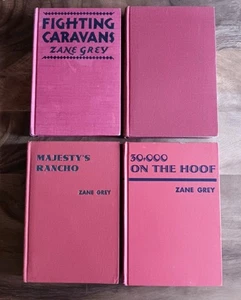 FIGHTING
CARAVANS
ZANE GREY
MAJESTY'S
RANCHO
ZANE GREY
30,000
ON THE HOOF
ZANE GREY